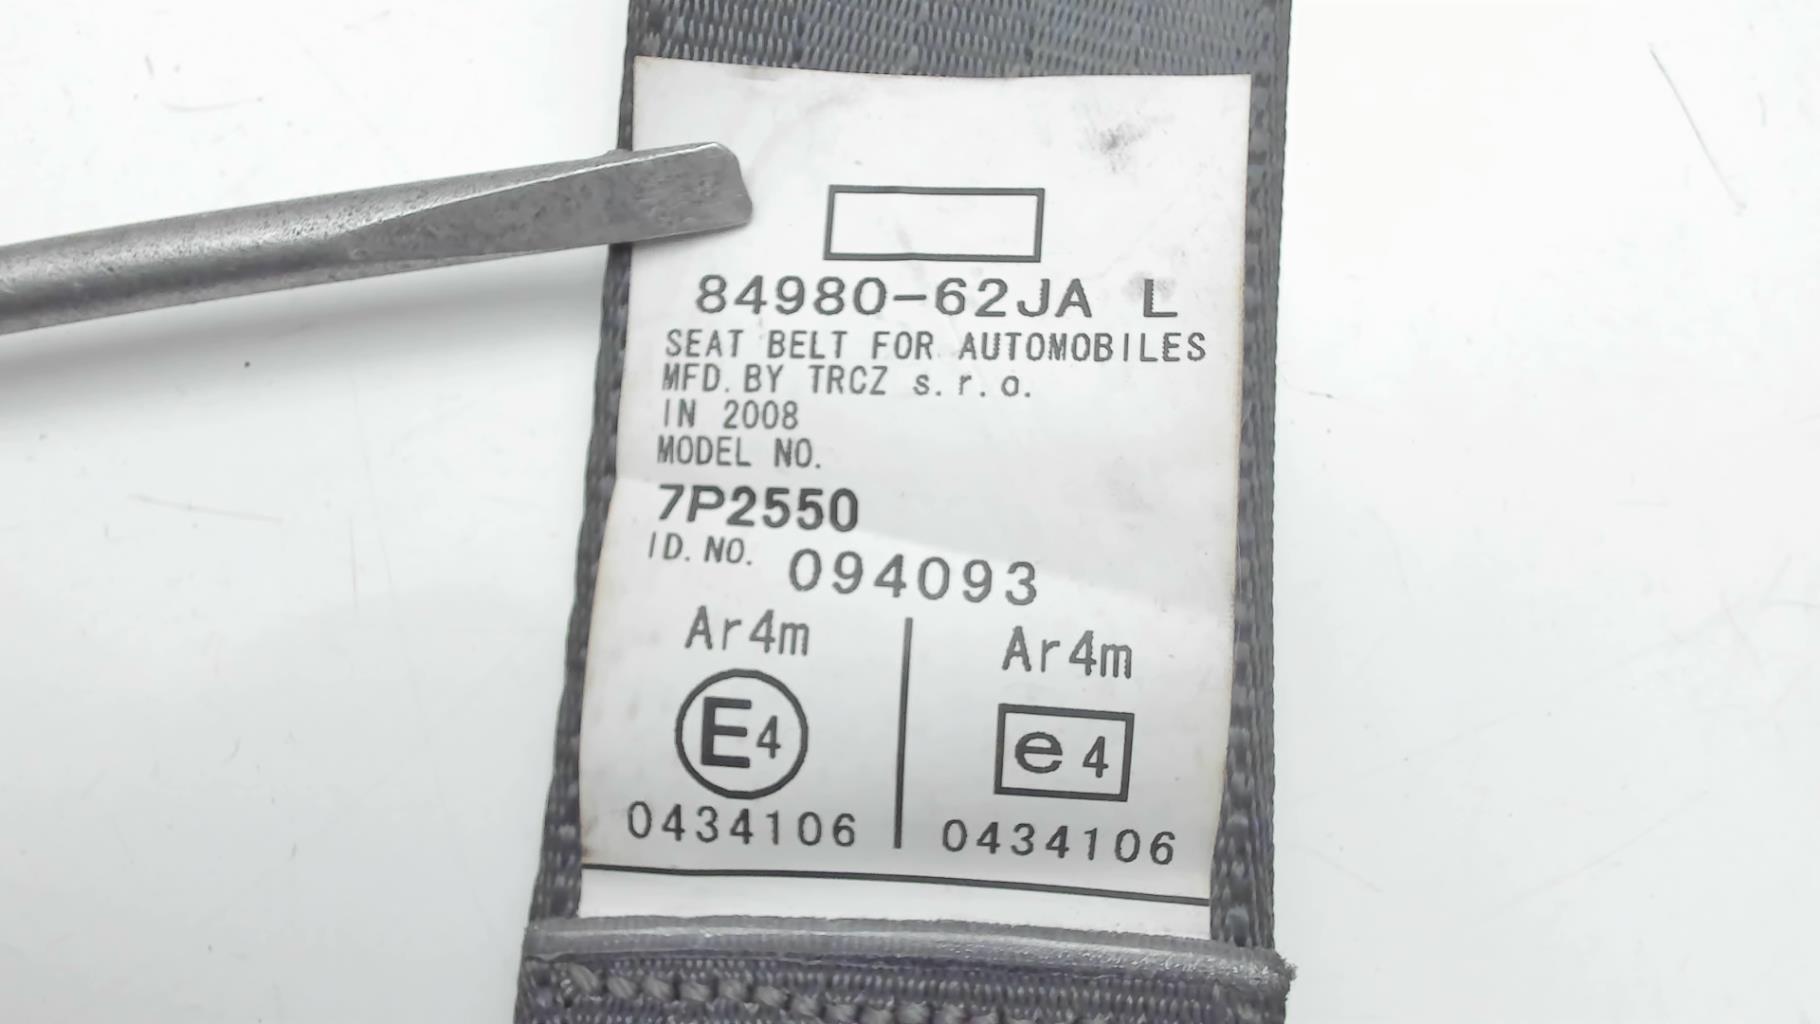 84980-62JA L
SEAT BELT FOR AUTOMOBILES
MFD. BY TRCZ s.r.o.
IN 2008
MODEL NO.
7P2550
ID. NO. 094093
Ar4m Ar4m
E4 e4
0434106 0434106